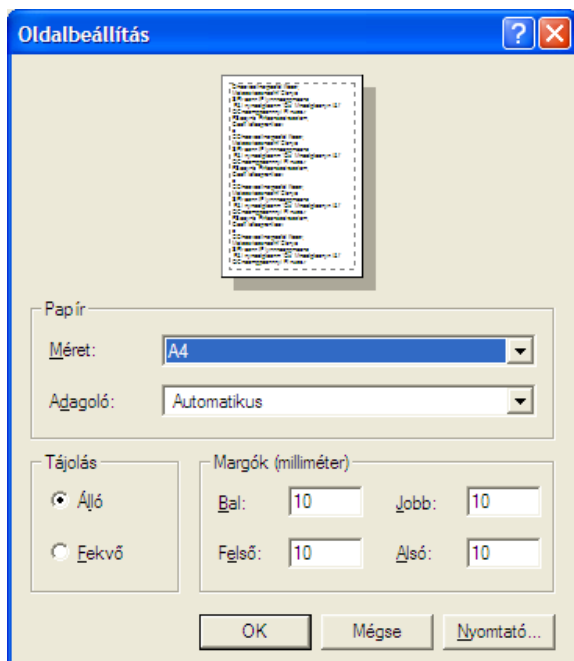 Oldalbeállítás
Papír
Méret: A4
Adagoló: Automatikus
Tájolás
Álló
Fekvő
Margók (milliméter)
Bal: 10 Jobb: 10
Felső: 10 Alsó: 10
OK Mégse Nyomtató...